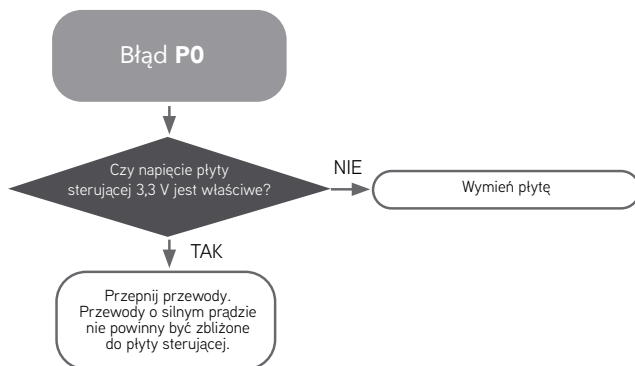 Błąd P0
Czy napięcie płyty
sterującej 3,3 V jest właściwe?
NIE
Wymień płytę
TAK
Przepnij przewody.
Przewody o silnym prądzie
nie powinny być zbliżone
do płyty sterującej.